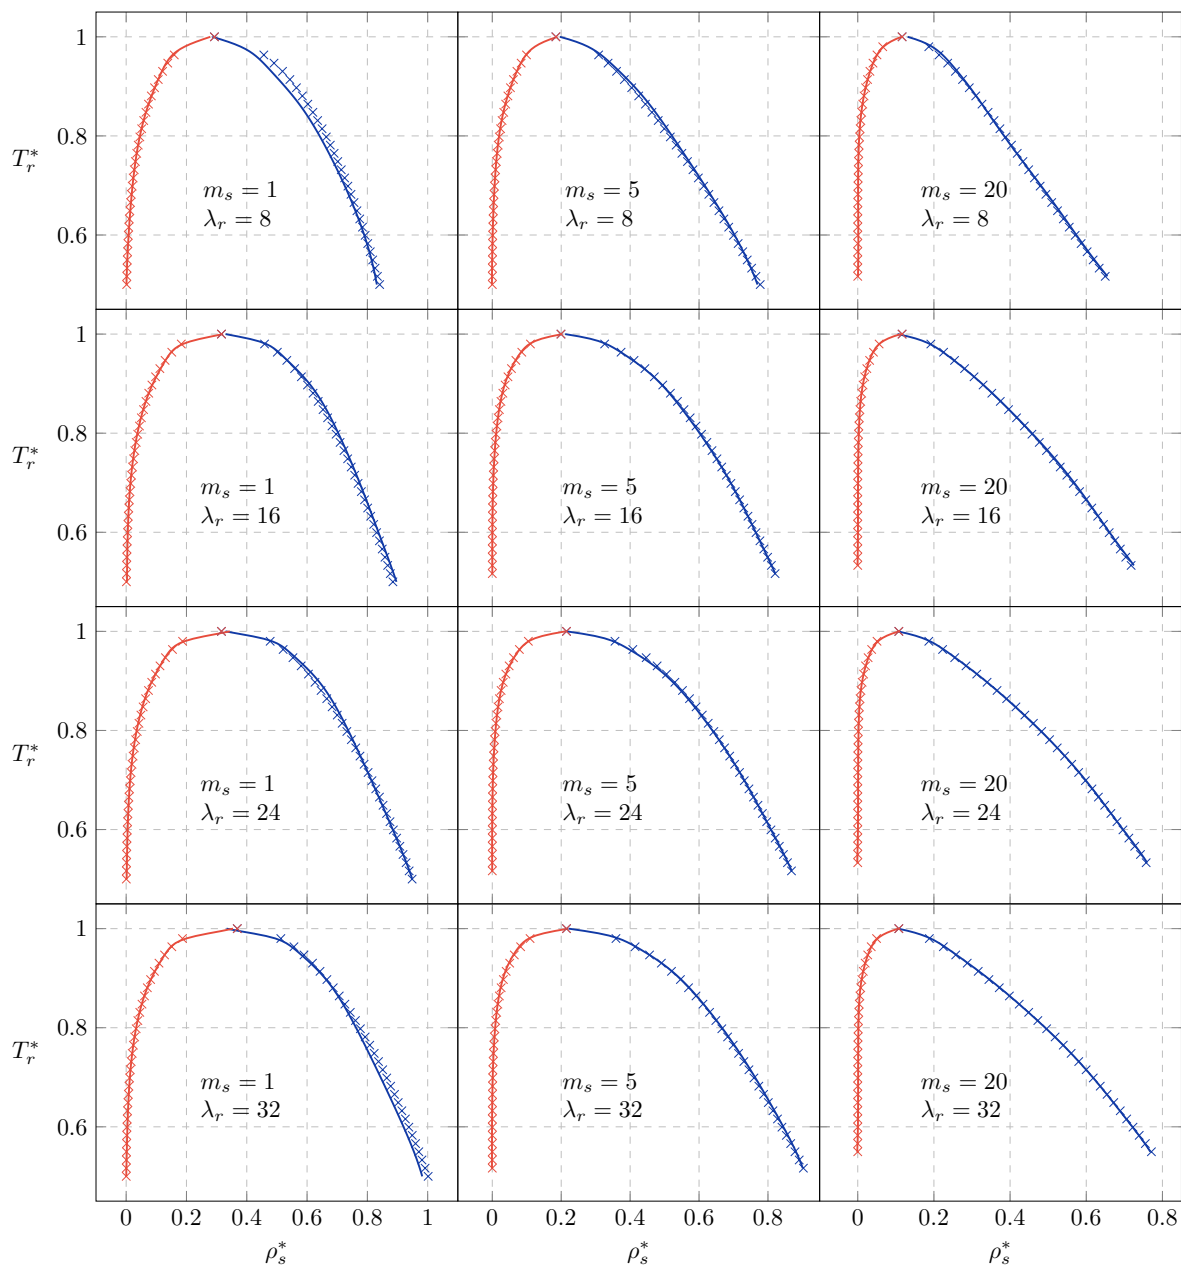 1
0.8
0.6
T_r^*
m_s = 1
λ_r = 8
m_s = 5
λ_r = 8
m_s = 20
λ_r = 8
1
0.8
0.6
T_r^*
m_s = 1
λ_r = 16
m_s = 5
λ_r = 16
m_s = 20
λ_r = 16
1
0.8
0.6
T_r^*
m_s = 1
λ_r = 24
m_s = 5
λ_r = 24
m_s = 20
λ_r = 24
1
0.8
0.6
T_r^*
m_s = 1
λ_r = 32
m_s = 5
λ_r = 32
m_s = 20
λ_r = 32
0 0.2 0.4 0.6 0.8 1
0 0.2 0.4 0.6 0.8
0 0.2 0.4 0.6 0.8
ρ_s^*
ρ_s^*
ρ_s^*